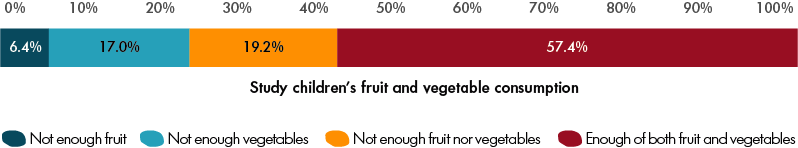 0% 10% 20% 30% 40% 50% 60% 70% 80% 90% 100%
6.4% 17.0% 19.2% 57.4%
Study children's fruit and vegetable consumption
Not enough fruit Not enough vegetables Not enough fruit nor vegetables Enough of both fruit and vegetables